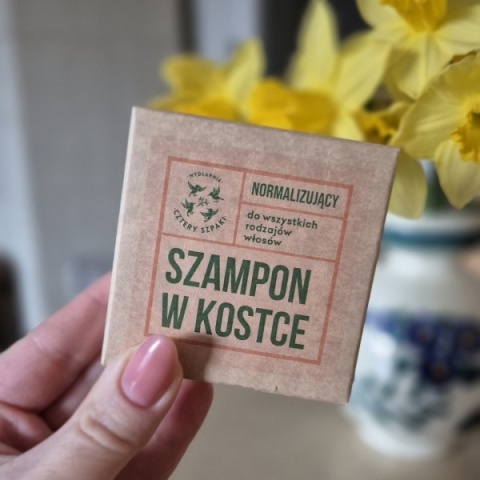 MYDLARNIA
CZTERY SZPAKI
NORMALIZUJĄCY
do wszystkich
rodzajów
włosów
SZAMPON
W KOSTCE